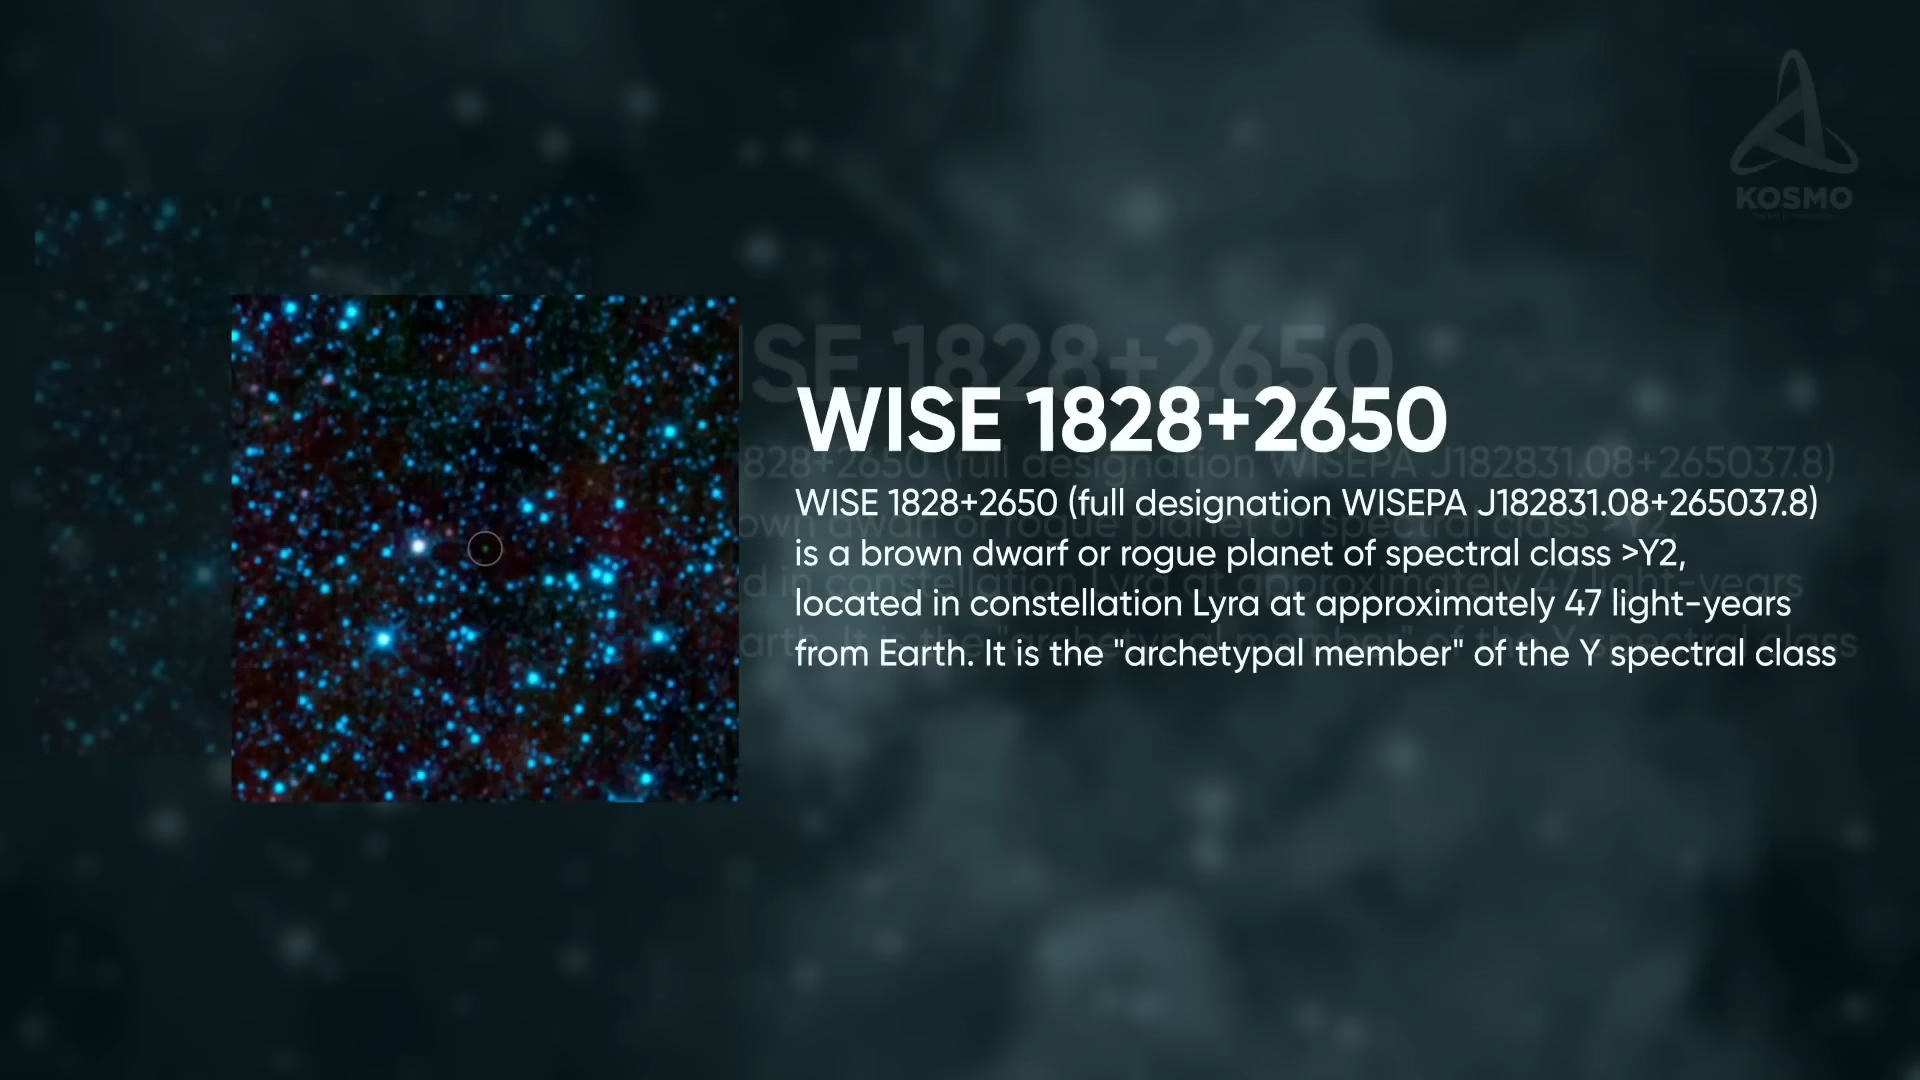 KOSMO
WISE 1828+2650
WISE 1828+2650 (full designation WISEPA J182831.08+265037.8)
is a brown dwarf or rogue planet of spectral class >Y2,
located in constellation Lyra at approximately 47 light-years
from Earth. It is the "archetypal member" of the Y spectral class